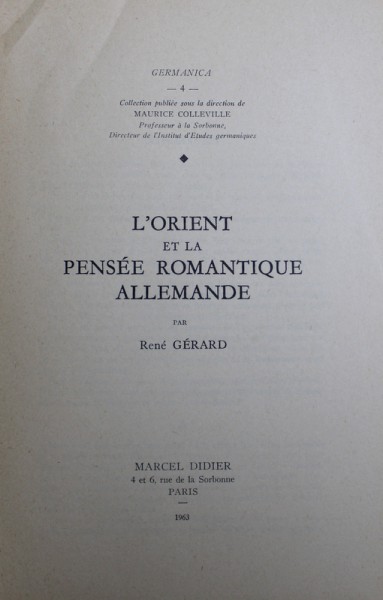 GERMANICA
— 4 —
Collection publiée sous la direction de
MAURICE COLLEVILLE
Professeur à la Sorbonne,
Directeur de l'Institut d'Etudes germaniques
L'ORIENT
ET LA
PENSÉE ROMANTIQUE
ALLEMANDE
PAR
René GÉRARD
MARCEL DIDIER
4 et 6, rue de la Sorbonne
PARIS
1963